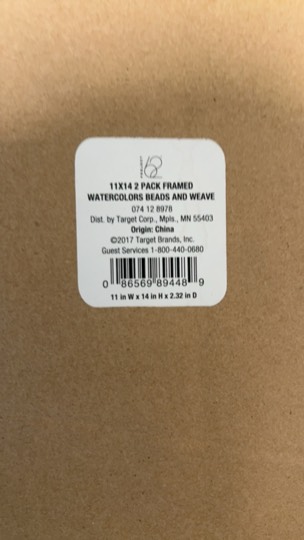 11X14 2 PACK FRAMED
WATERCOLORS BEADS AND WEAVE
074 12 8978
Dist. by Target Corp., Mpls., MN 55403
Origin: China
©2017 Target Brands, Inc.
Guest Services 1-800-440-0680
0 86569 89448 9
11 in W x 14 in H x 2.32 in D